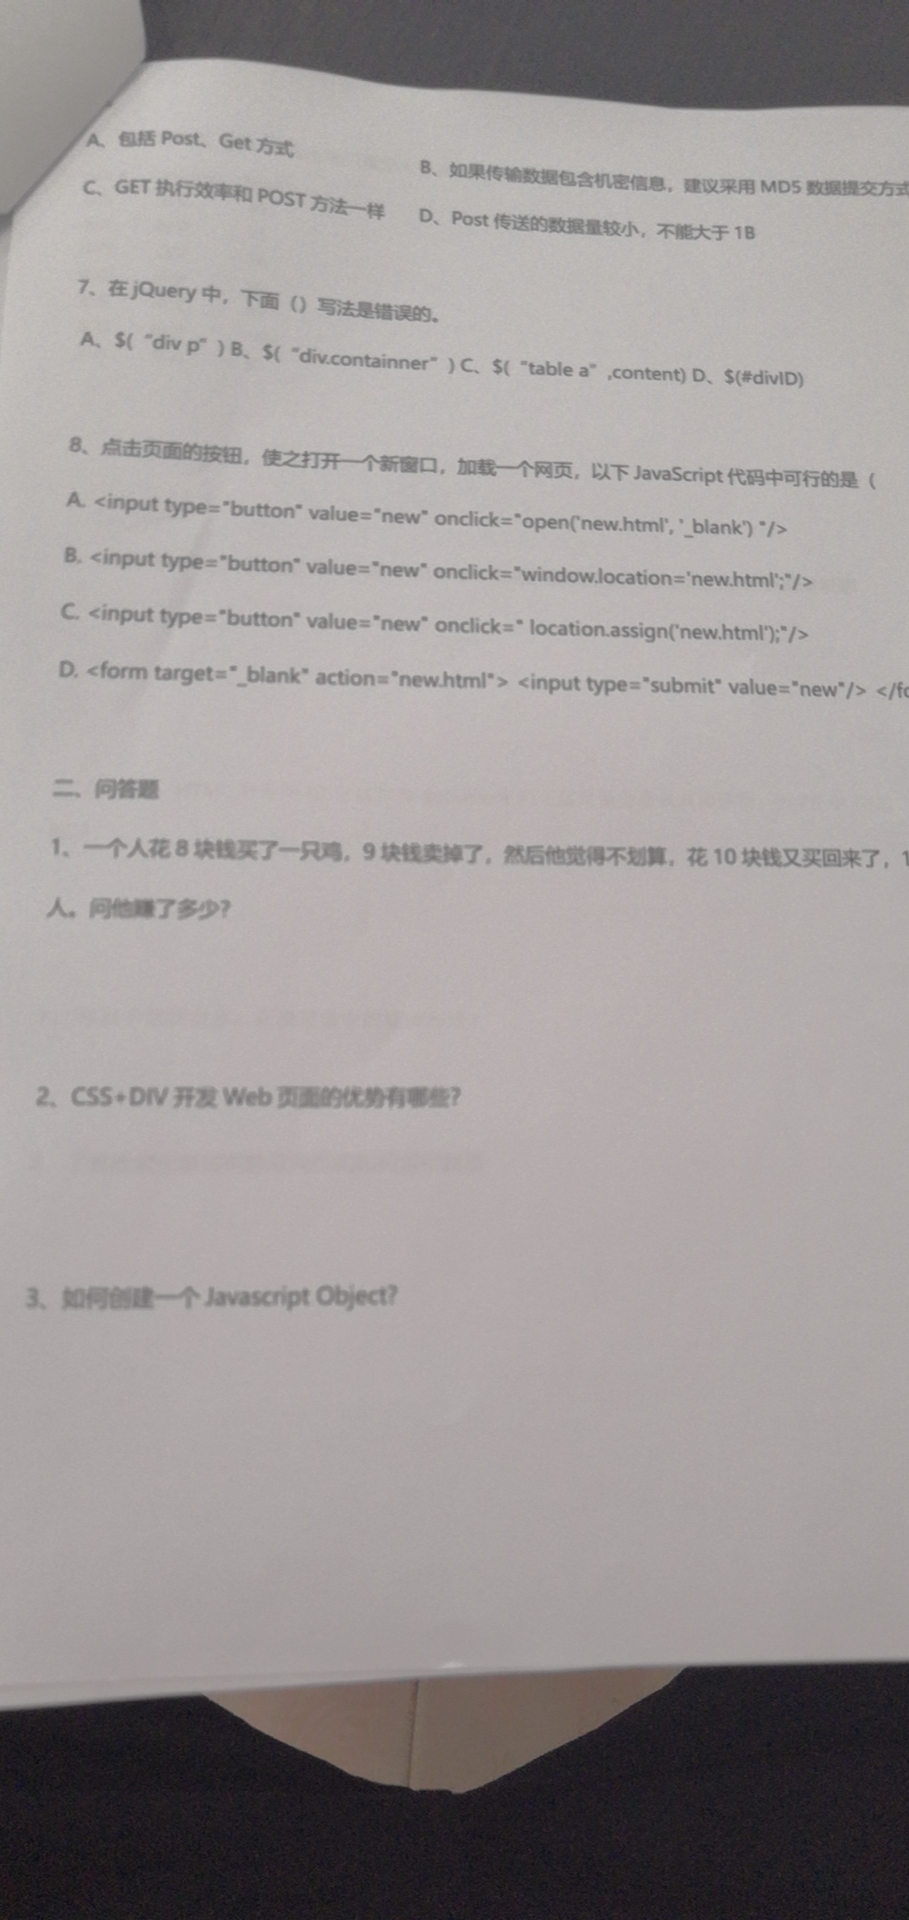 A、包括 Post、Get 方式
B、如果传输数据包含机密信息，建议采用 MD5 数据提交方式
C、GET 执行效率和 POST 方法一样
D、Post 传送的数据量较小，不能大于 1B
7、在 jQuery 中，下面（）写法是错误的。
A、$(“div p”) B、$(“div.containner”) C、$(“table a”,content) D、$(#divID)
8、点击页面的按钮，使之打开一个新窗口，加载一个网页，以下 JavaScript 代码中可行的是（
A. <input type="button" value="new" onclick="open('new.html', '_blank') "/>
B. <input type="button" value="new" onclick="window.location='new.html';"/>
C. <input type="button" value="new" onclick=" location.assign('new.html');"/>
D. <form target="_blank" action="new.html"> <input type="submit" value="new"/> </fo
二、问答题
1、一个人花 8 块钱买了一只鸡，9 块钱卖掉了，然后他觉得不划算，花 10 块钱又买回来了，1
人。问他赚了多少?
2、CSS+DIV 开发 Web 页面的优势有哪些?
3、如何创建一个 Javascript Object?